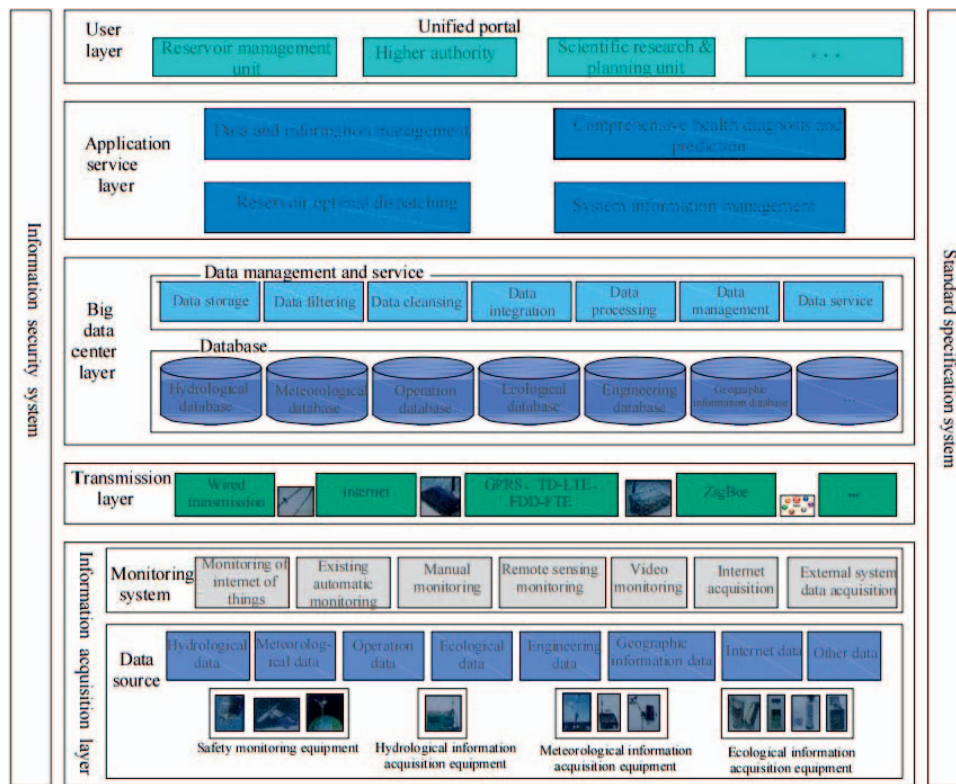 User
layer
Unified portal
Reservoir management
unit
Higher authority
Scientific research &
planning unit
...
Application
service
layer
Data and information management
Comprehensive health diagnosis and
prediction
Reservoir optimal dispatching
System information management
Information security system
Standard specification system
Big
data
center
layer
Data management and service
Data storage
Data filtering
Data cleansing
Data
integration
Data
processing
Data
management
Data service
Database
Hydrological
database
Meteorological
database
Operation
database
Ecological
database
Engineering
database
Geographic
information database
...
Transmission
layer
Wired
transmission
internet
GPRS、TD-LTE、
FDD-FTE
ZigBee
...
Information acquisition layer
Monitoring
system
Monitoring of
internet of
things
Existing
automatic
monitoring
Manual
monitoring
Remote sensing
monitoring
Video
monitoring
Internet
acquisition
External system
data acquisition
Data
source
Hydrological
data
Meteorolog-
ical data
Operation
data
Ecological
data
Engineering
data
Geographic
information data
Internet data
Other data
Safety monitoring equipment
Hydrological information
acquisition equipment
Meteorological information
acquisition equipment
Ecological information
acquisition equipment